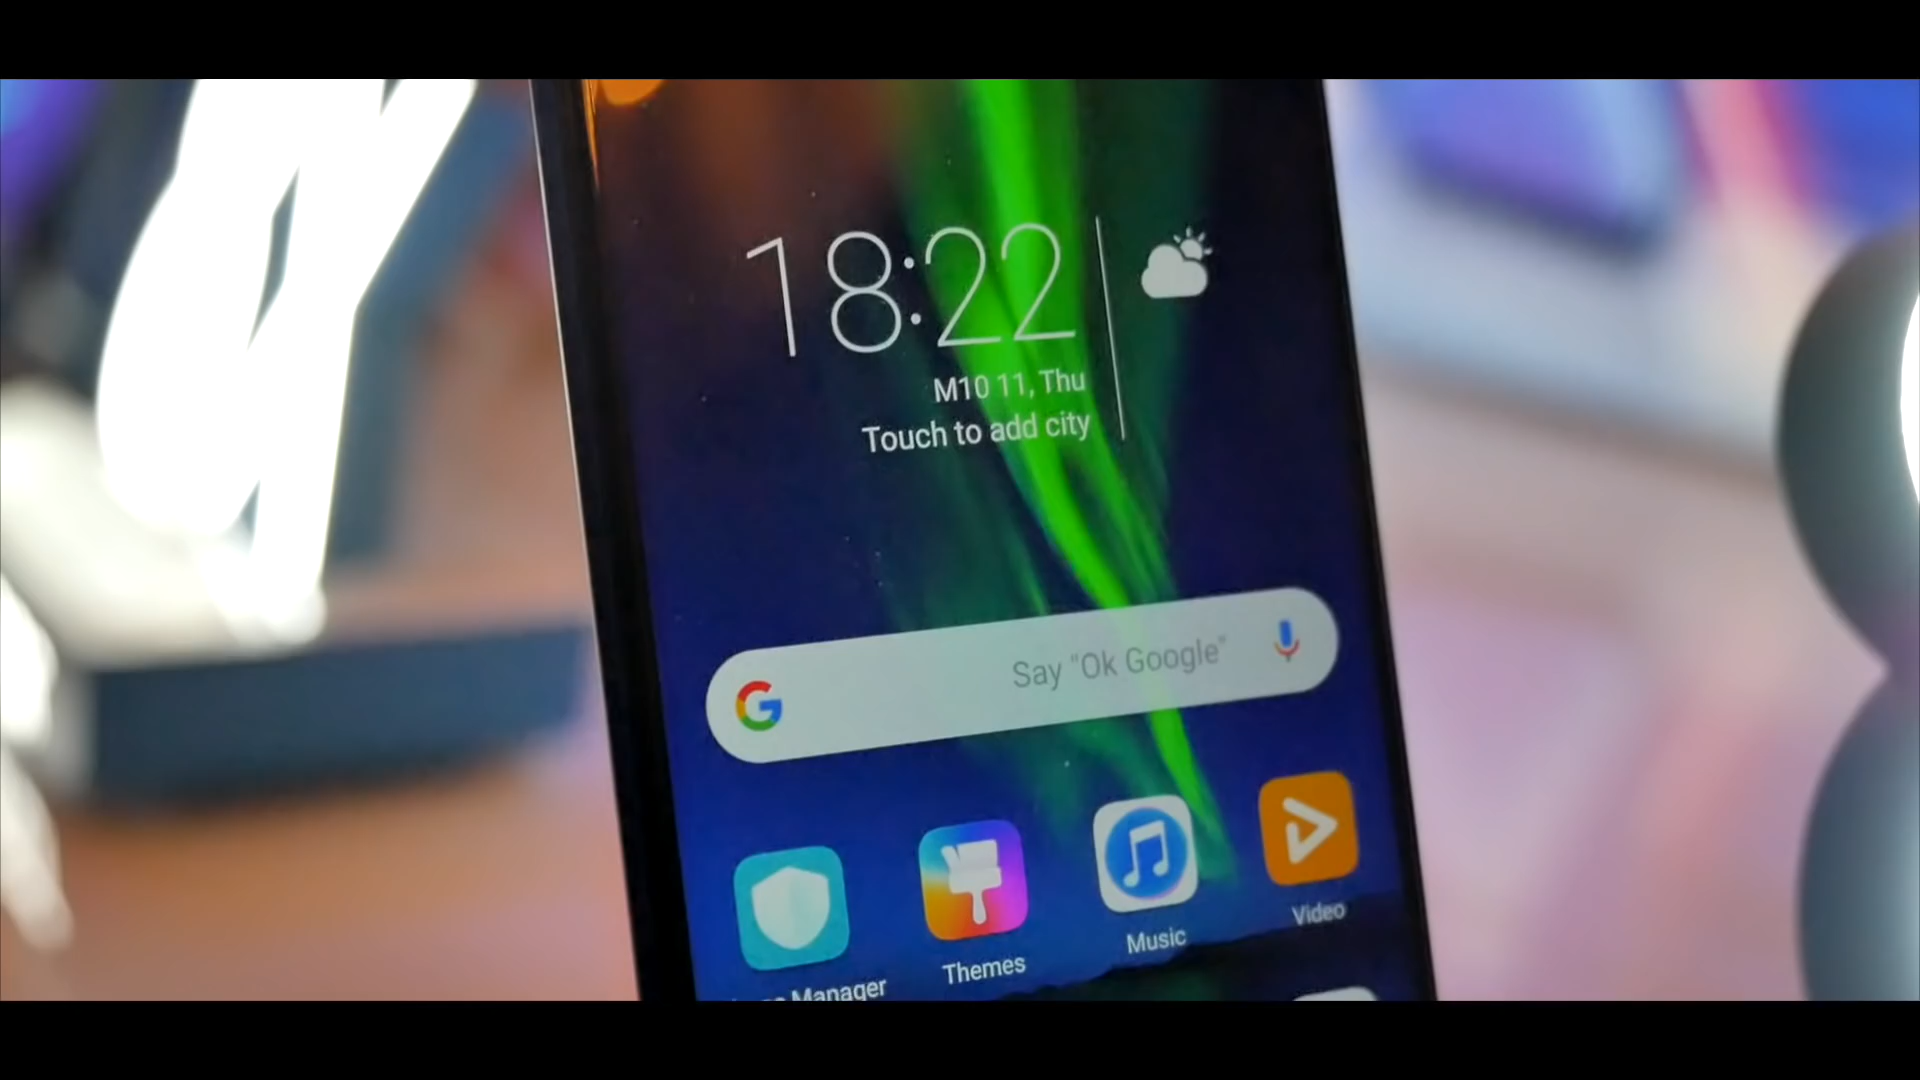 18:22
M10 11, Thu
Touch to add city
Say "Ok Google"
Manager
Themes
Music
Video